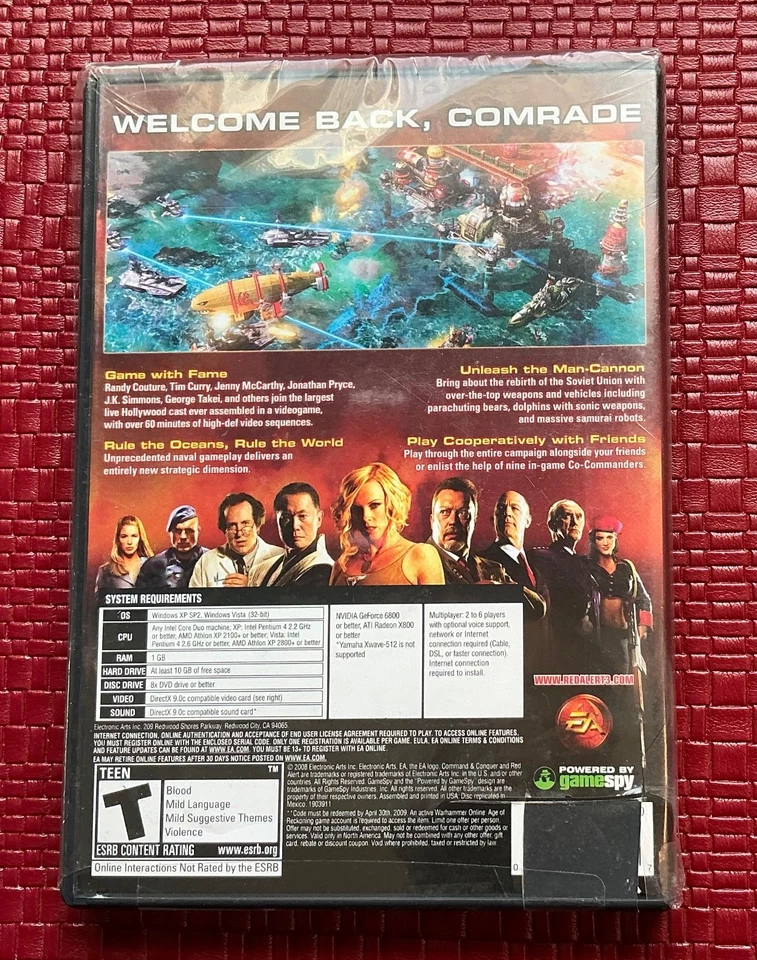 WELCOME BACK, COMRADE
Game with Fame
Randy Couture, Tim Curry, Jenny McCarthy, Jonathan Pryce,
J.K. Simmons, George Takei, and others join the largest
live Hollywood cast ever assembled in a videogame,
with over 60 minutes of high-def video sequences.
Unleash the Man-Cannon
Bring about the rebirth of the Soviet Union with
over-the-top weapons and vehicles including
parachuting bears, dolphins with sonic weapons,
and massive samurai robots.
Rule the Oceans, Rule the World
Unprecedented naval gameplay delivers an
entirely new strategic dimension.
Play Cooperatively with Friends
Play through the entire campaign alongside your friends
or enlist the help of nine in-game Co-Commanders.
SYSTEM REQUIREMENTS
OS Windows XP SP2, Windows Vista (32-bit)
CPU Any Intel Core Duo machine; XP: Intel Pentium 4 2.2 GHz
or better, AMD Athlon XP 2100+ or better; Vista: Intel
Pentium 4 2.6 GHz or better, AMD Athlon XP 2800+ or better
RAM 1 GB
HARD DRIVE At least 10 GB of free space
DISC DRIVE 8x DVD drive or better
VIDEO DirectX 9.0c compatible video card (see right)
SOUND DirectX 9.0c compatible sound card*
NVIDIA GeForce 6800
or better, ATI Radeon X800
or better
*Yamaha Xwave-512 is not
supported
Multiplayer: 2 to 6 players
with optional voice support,
network or Internet
connection required (Cable,
DSL, or faster connection).
Internet connection
required to install.
WWW.REDALERT3.COM
EA
Electronic Arts Inc. 209 Redwood Shores Parkway, Redwood City, CA 94065.
INTERNET CONNECTION, ONLINE AUTHENTICATION AND ACCEPTANCE OF END USER LICENSE AGREEMENT REQUIRED TO PLAY. TO ACCESS ONLINE FEATURES,
YOU MUST REGISTER ONLINE WITH THE ENCLOSED SERIAL CODE. ONLY ONE REGISTRATION IS AVAILABLE PER GAME. EULA, EA ONLINE TERMS & CONDITIONS
AND FEATURE UPDATES CAN BE FOUND AT WWW.EA.COM. YOU MUST BE 13+ TO REGISTER WITH EA ONLINE.
EA MAY RETIRE ONLINE FEATURES AFTER 30 DAYS NOTICE POSTED ON WWW.EA.COM.
POWERED BY
gamespy
TEEN TM
T
Blood
Mild Language
Mild Suggestive Themes
Violence
ESRB CONTENT RATING www.esrb.org
Online Interactions Not Rated by the ESRB
© 2008 Electronic Arts Inc. Electronic Arts, EA, the EA logo, Command & Conquer and Red
Alert are trademarks or registered trademarks of Electronic Arts Inc. in the U.S. and/or other
countries. All Rights Reserved. GameSpy and the "Powered by GameSpy" design are
trademarks of GameSpy Industries, Inc. All rights reserved. All other trademarks are the
property of their respective owners. Assembled and printed in USA. Disc replicated in
Mexico. 1903911
**Code must be redeemed by April 30th, 2009. An active Warhammer Online: Age of
Reckoning game account is required to access the item. Limit one offer per person.
Offer may not be substituted, exchanged, sold or redeemed for cash or other goods or
services. Valid only in North America. May not be combined with any other offer, gift
card, rebate or discount coupon. Void where prohibited, taxed or restricted by law
0 7